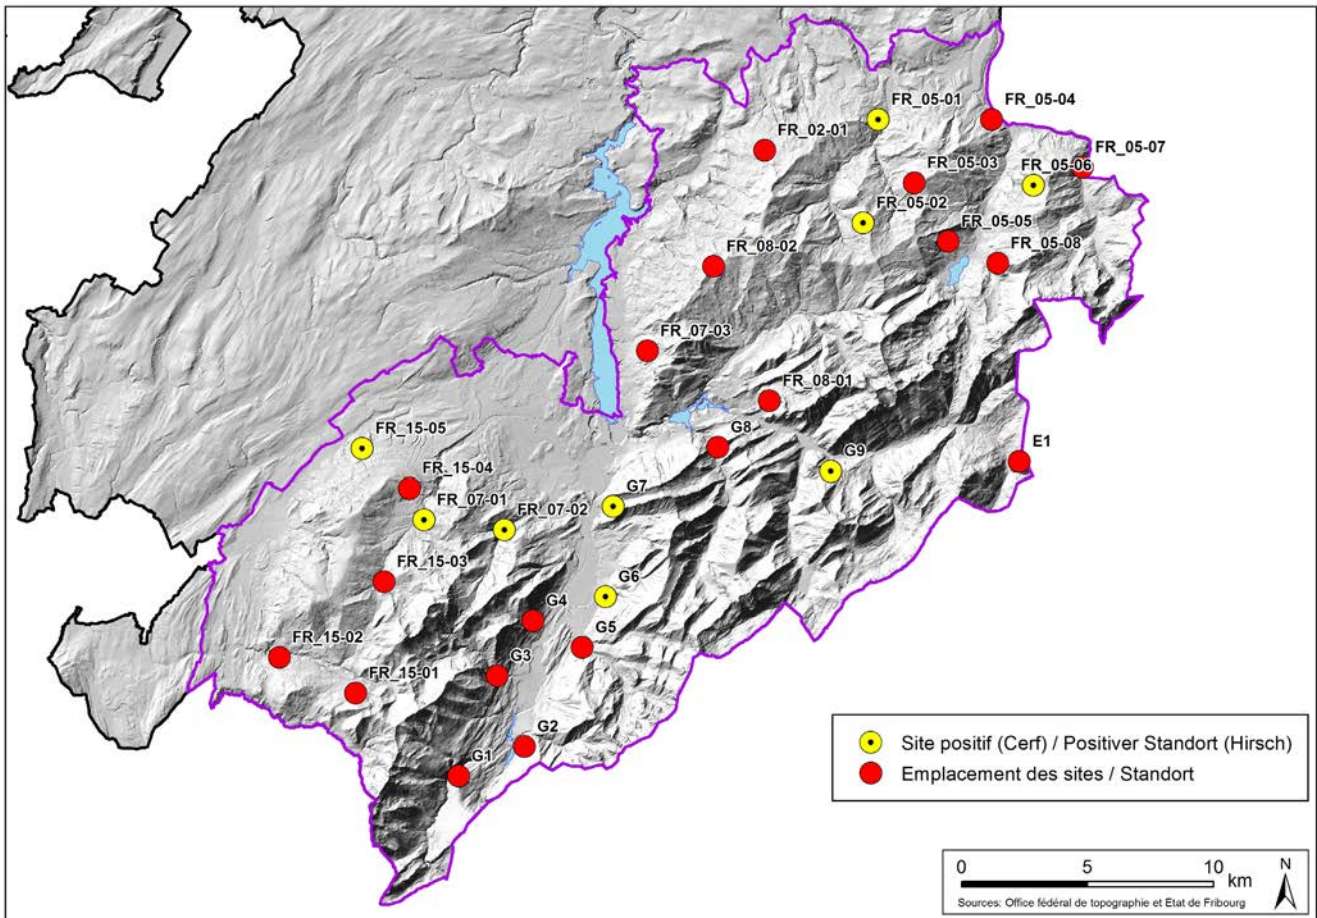 FR_05-01
FR_05-04
FR_02-01
FR_05-07
FR_05-03
FR_05-06
FR_05-02
FR_05-05
FR_08-02
FR_05-08
FR_07-03
FR_08-01
FR_15-05
G8
E1
FR_15-04
G9
FR_07-01
G7
FR_07-02
FR_15-03
G6
G4
FR_15-02
G5
FR_15-01
G3
G2
G1
Site positif (Cerf) / Positiver Standort (Hirsch)
Emplacement des sites / Standort
0 10 km
N
Sources: Office fédéral de topographie et Etat de Fribourg